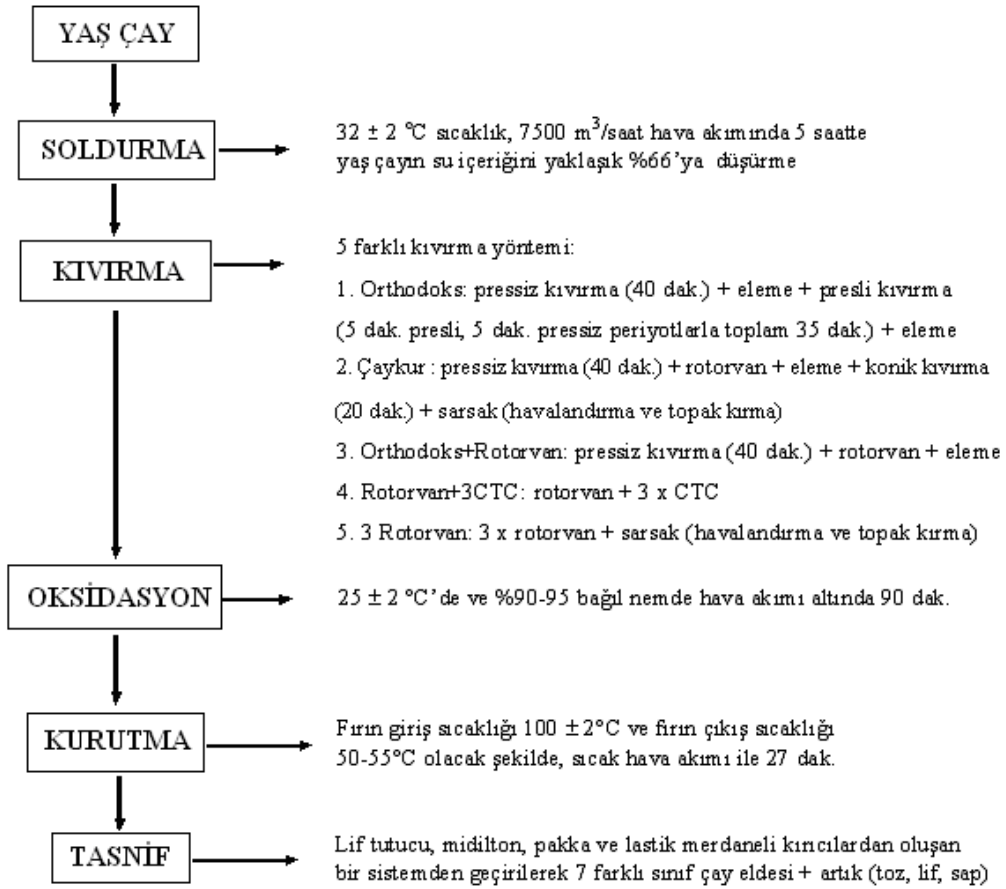 YAŞ ÇAY
SOLDURMA
32 ± 2 °C sıcaklık, 7500 m³/saat hava akımında 5 saatte
yaş çayın su içeriğini yaklaşık %66’ya düşürme
KIVIRMA
5 farklı kıvırma yöntemi:
1. Orthodoks: pressiz kıvırma (40 dak.) + eleme + presli kıvırma
(5 dak. presli, 5 dak. pressiz periyotlarla toplam 35 dak.) + eleme
2. Çaykur : pressiz kıvırma (40 dak.) + rotorvan + eleme + konik kıvırma
(20 dak.) + sarsak (havalandırma ve topak kırma)
3. Orthodoks+Rotorvan: pressiz kıvırma (40 dak.) + rotorvan + eleme
4. Rotorvan+3CTC: rotorvan + 3 x CTC
5. 3 Rotorvan: 3 x rotorvan + sarsak (havalandırma ve topak kırma)
OKSİDASYON
25 ± 2 °C’de ve %90-95 bağıl nemde hava akımı altında 90 dak.
KURUTMA
Fırın giriş sıcaklığı 100 ± 2°C ve fırın çıkış sıcaklığı
50-55°C olacak şekilde, sıcak hava akımı ile 27 dak.
TASNİF
Lif tutucu, midilton, pakka ve lastik merdaneli kırıcılardan oluşan
bir sistemden geçirilerek 7 farklı sınıf çay eldesi + artık (toz, lif, sap)